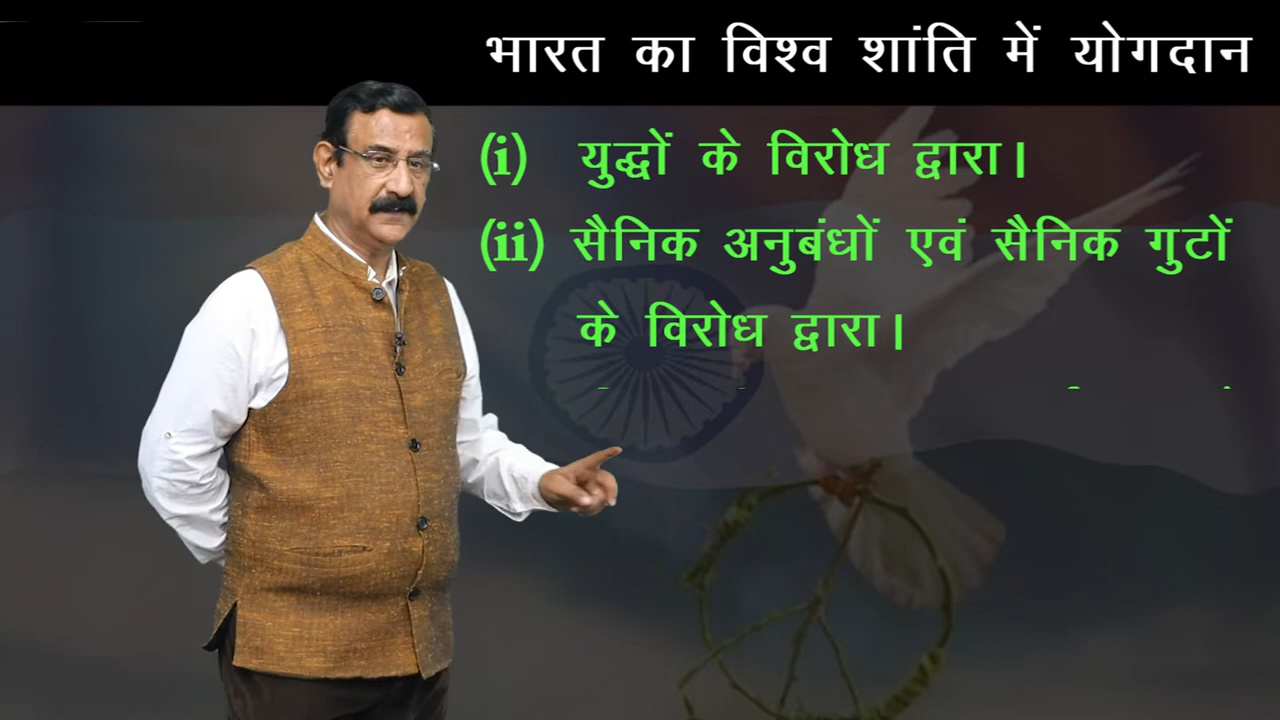 भारत का विश्व शांति में योगदान
(i) युद्धों के विरोध द्वारा।
(ii) सैनिक अनुबंधों एवं सैनिक गुटों
के विरोध द्वारा।